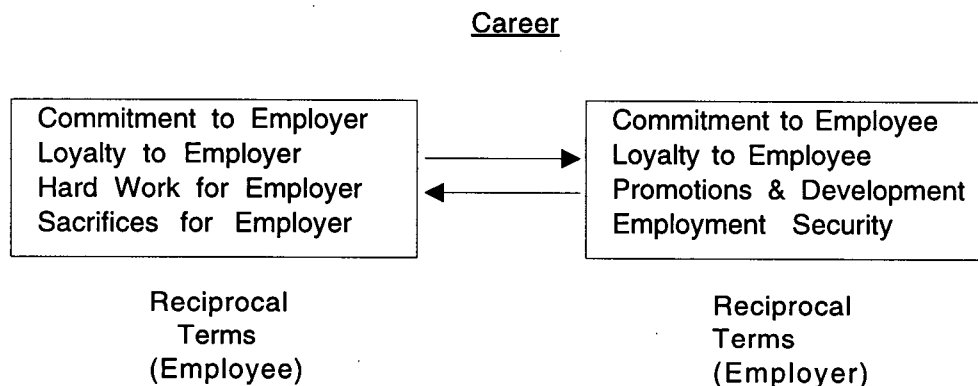 Career
Commitment to Employer
Loyalty to Employer
Hard Work for Employer
Sacrifices for Employer
Commitment to Employee
Loyalty to Employee
Promotions & Development
Employment Security
Reciprocal
Terms
(Employee)
Reciprocal
Terms
(Employer)